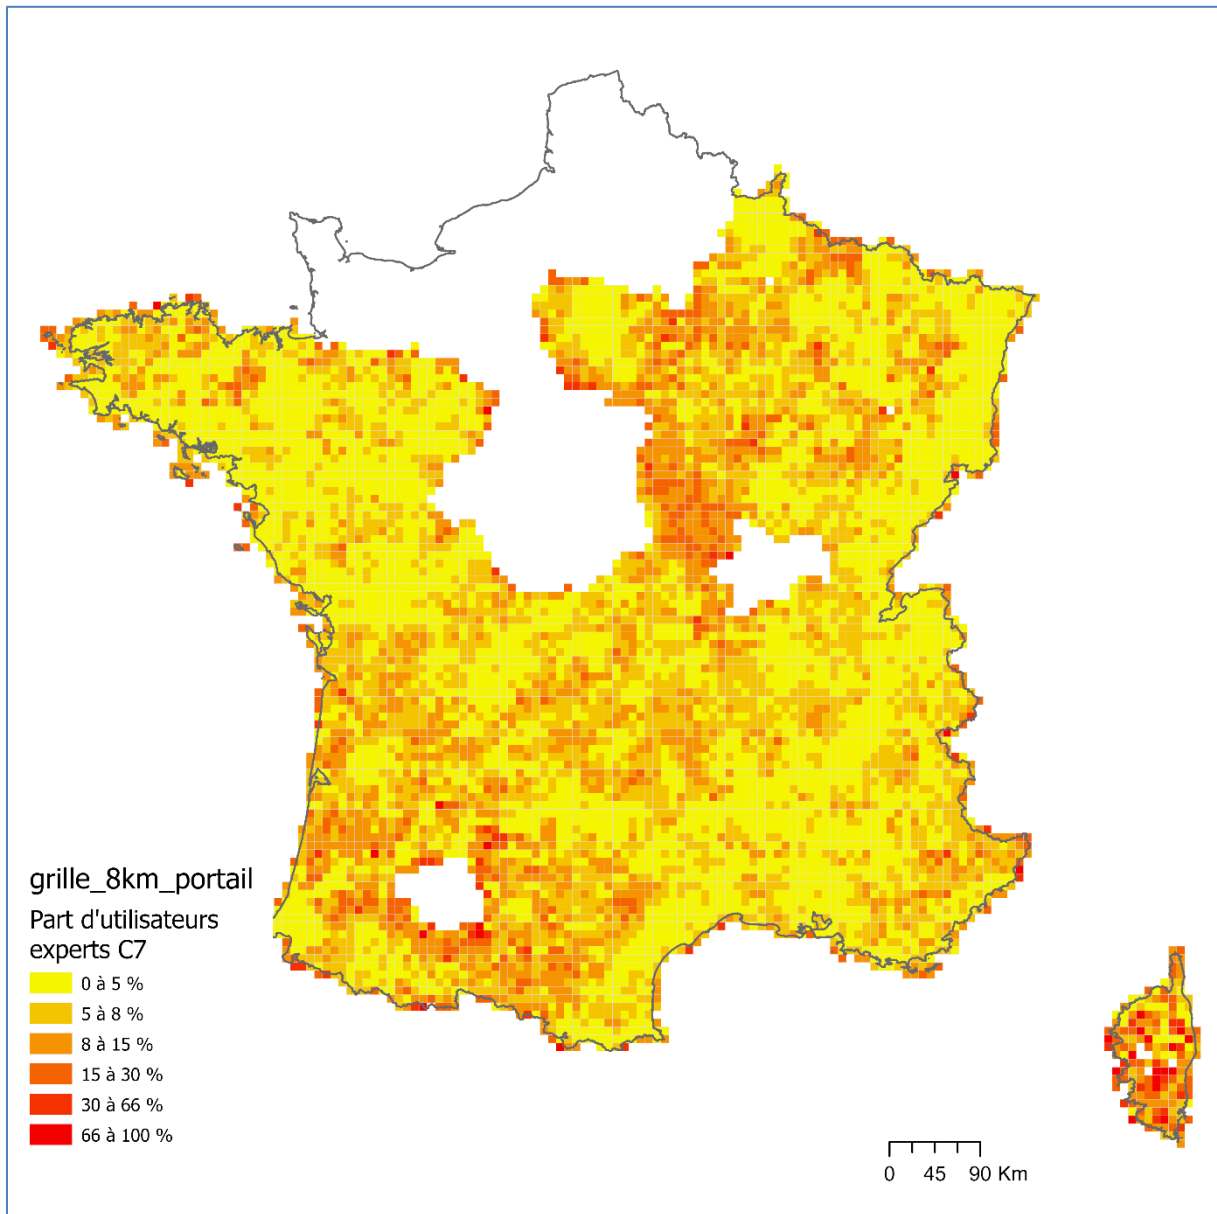 grille_8km_portail
Part d'utilisateurs
experts C7
0 à 5 %
5 à 8 %
8 à 15 %
15 à 30 %
30 à 66 %
66 à 100 %
0 45 90 Km